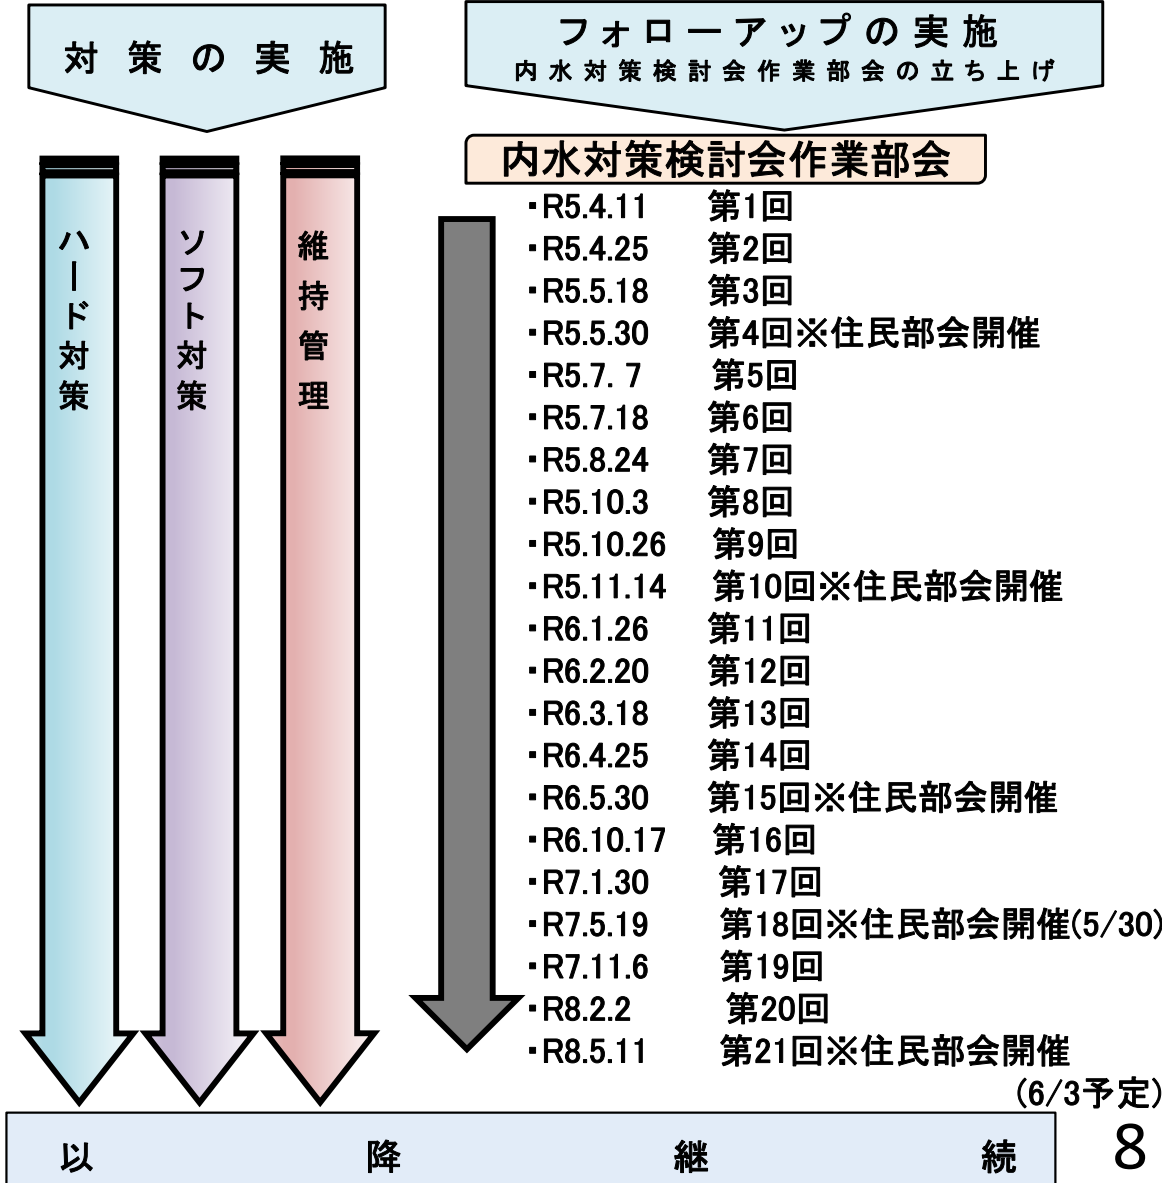 対策の実施
フォローアップの実施
内水対策検討会作業部会の立ち上げ
ハード対策
ソフト対策
維持管理
内水対策検討会作業部会
・R5.4.11 第1回
・R5.4.25 第2回
・R5.5.18 第3回
・R5.5.30 第4回※住民部会開催
・R5.7. 7 第5回
・R5.7.18 第6回
・R5.8.24 第7回
・R5.10.3 第8回
・R5.10.26 第9回
・R5.11.14 第10回※住民部会開催
・R6.1.26 第11回
・R6.2.20 第12回
・R6.3.18 第13回
・R6.4.25 第14回
・R6.5.30 第15回※住民部会開催
・R6.10.17 第16回
・R7.1.30 第17回
・R7.5.19 第18回※住民部会開催(5/30)
・R7.11.6 第19回
・R8.2.2 第20回
・R8.5.11 第21回※住民部会開催
(6/3予定)
以降継続
8